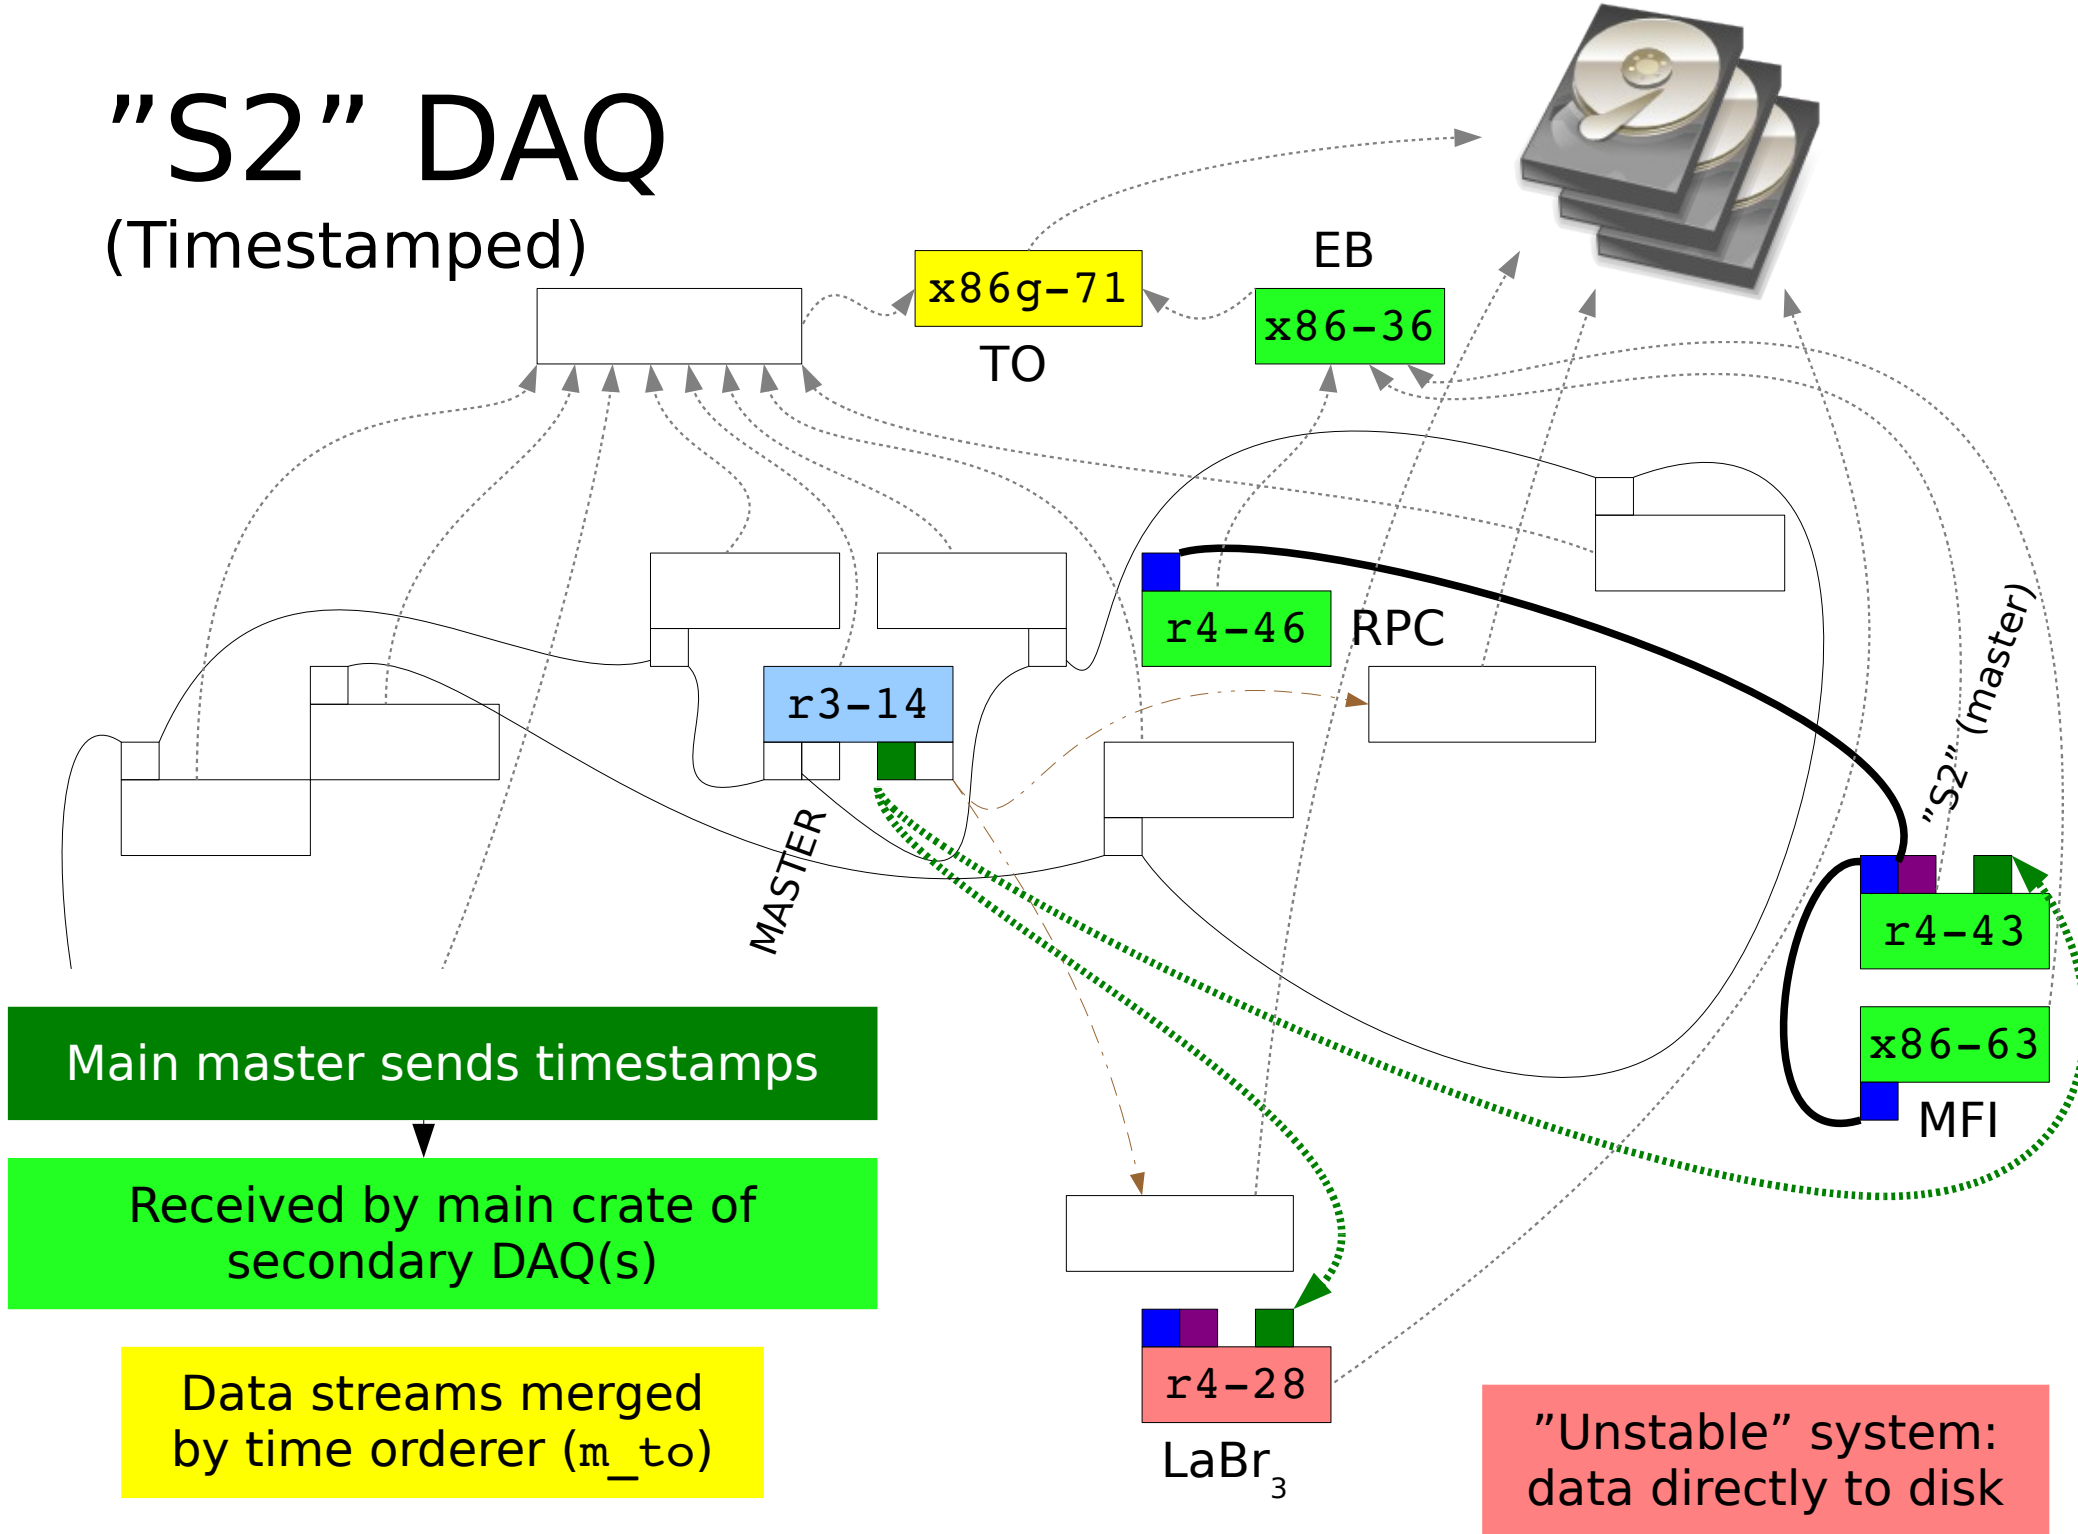 ”S2” DAQ
(Timestamped)
EB
x86g-71
x86-36
TO
r4-46
RPC
r3-14
”S2” (master)
MASTER
r4-43
x86-63
MFI
Main master sends timestamps
Received by main crate of
secondary DAQ(s)
Data streams merged
by time orderer (m_to)
r4-28
LaBr3
”Unstable” system:
data directly to disk